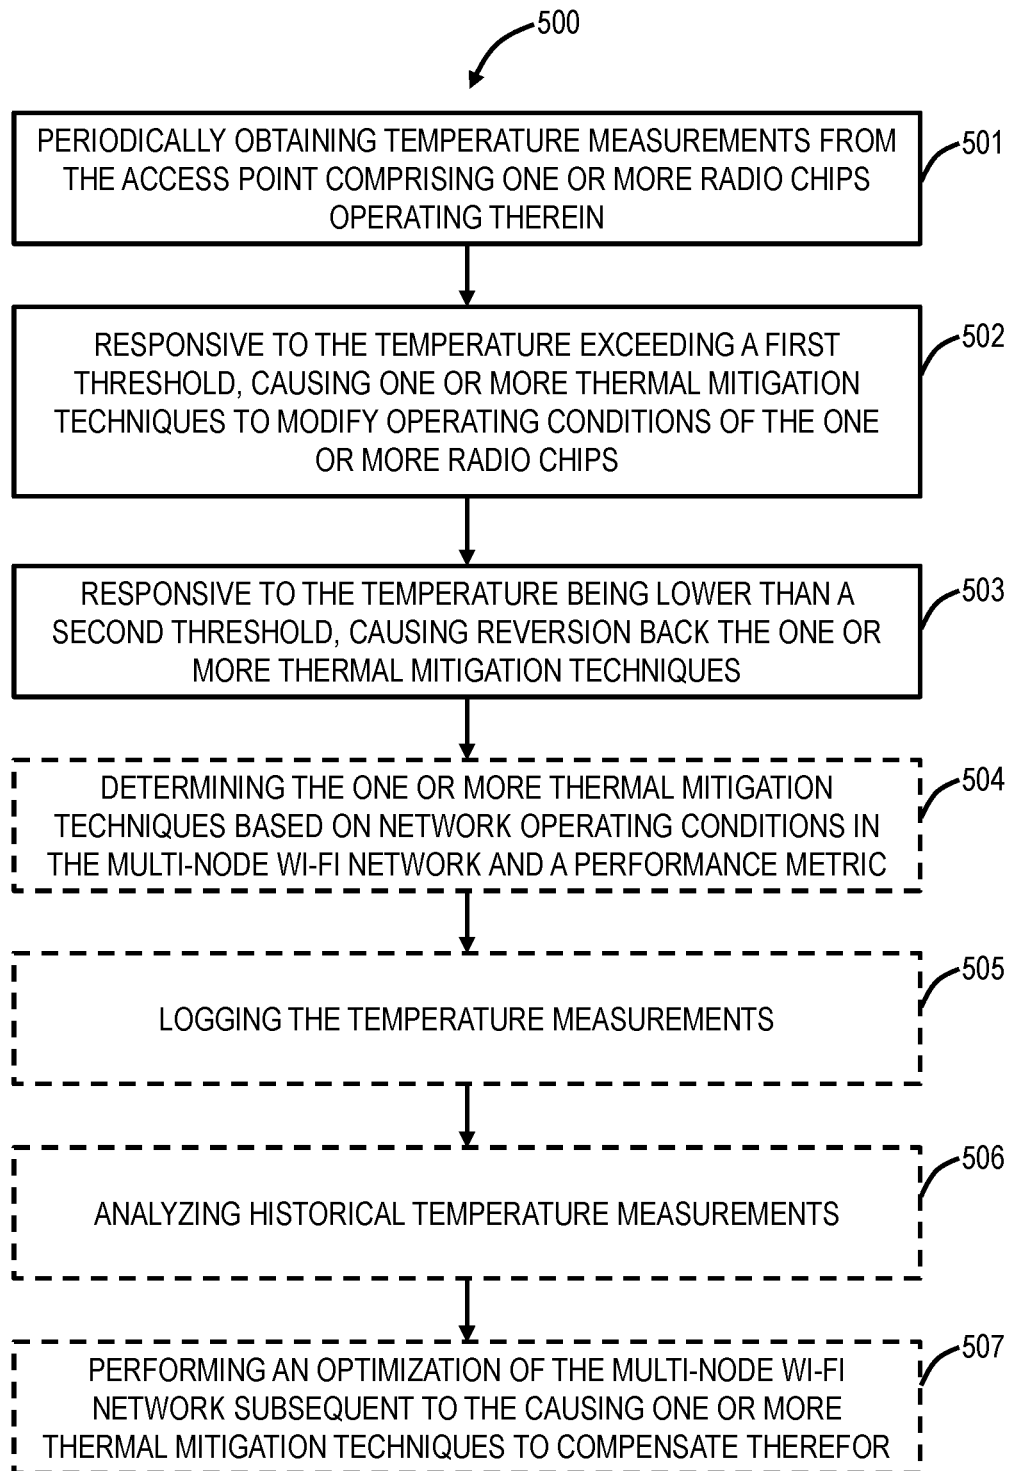 500
PERIODICALLY OBTAINING TEMPERATURE MEASUREMENTS FROM
THE ACCESS POINT COMPRISING ONE OR MORE RADIO CHIPS
OPERATING THEREIN
501
RESPONSIVE TO THE TEMPERATURE EXCEEDING A FIRST
THRESHOLD, CAUSING ONE OR MORE THERMAL MITIGATION
TECHNIQUES TO MODIFY OPERATING CONDITIONS OF THE ONE
OR MORE RADIO CHIPS
502
RESPONSIVE TO THE TEMPERATURE BEING LOWER THAN A
SECOND THRESHOLD, CAUSING REVERSION BACK THE ONE OR
MORE THERMAL MITIGATION TECHNIQUES
503
DETERMINING THE ONE OR MORE THERMAL MITIGATION
TECHNIQUES BASED ON NETWORK OPERATING CONDITIONS IN
THE MULTI-NODE WI-FI NETWORK AND A PERFORMANCE METRIC
504
LOGGING THE TEMPERATURE MEASUREMENTS
505
ANALYZING HISTORICAL TEMPERATURE MEASUREMENTS
506
PERFORMING AN OPTIMIZATION OF THE MULTI-NODE WI-FI
NETWORK SUBSEQUENT TO THE CAUSING ONE OR MORE
THERMAL MITIGATION TECHNIQUES TO COMPENSATE THEREFOR
507